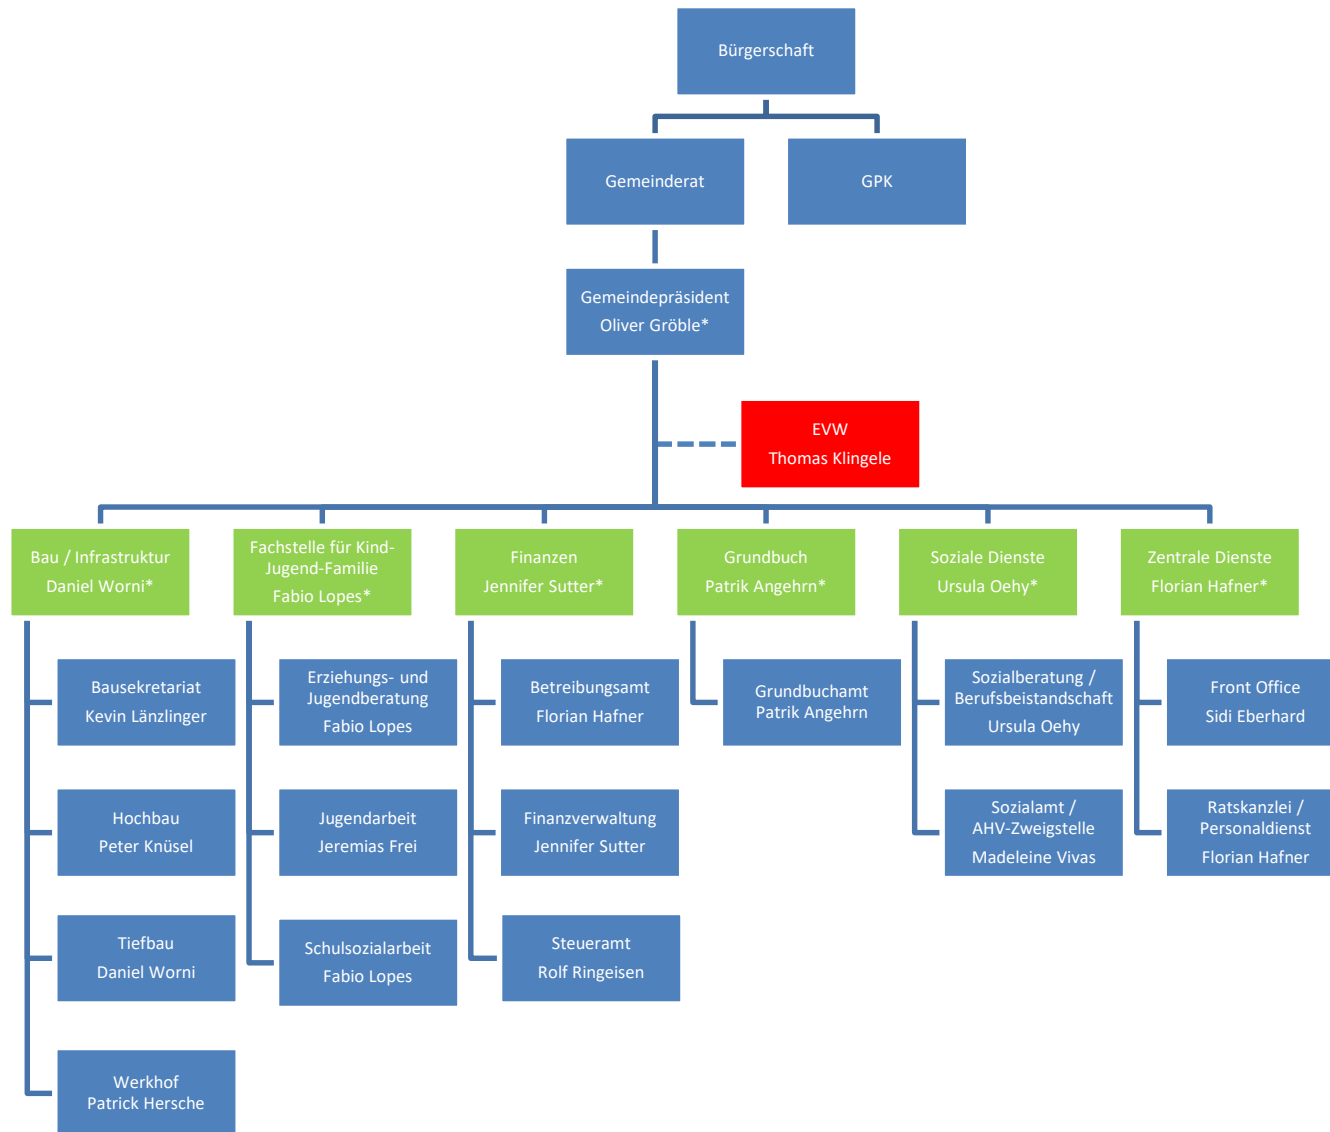 Bürgerschaft
Gemeinderat
GPK
Gemeindepräsident
Oliver Gröble*
EVW
Thomas Klingele
Bau / Infrastruktur
Daniel Worni*
Fachstelle für Kind-
Jugend-Familie
Fabio Lopes*
Finanzen
Jennifer Sutter*
Grundbuch
Patrik Angehrn*
Soziale Dienste
Ursula Oehy*
Zentrale Dienste
Florian Hafner*
Bausekretariat
Kevin Länzlinger
Hochbau
Peter Knüsel
Tiefbau
Daniel Worni
Werkhof
Patrick Hersche
Erziehungs- und
Jugendberatung
Fabio Lopes
Jugendarbeit
Jeremias Frei
Schulsozialarbeit
Fabio Lopes
Betreibungsamt
Florian Hafner
Finanzverwaltung
Jennifer Sutter
Steueramt
Rolf Ringeisen
Grundbuchamt
Patrik Angehrn
Sozialberatung /
Berufsbeistandschaft
Ursula Oehy
Sozialamt /
AHV-Zweigstelle
Madeleine Vivas
Front Office
Sidi Eberhard
Ratskanzlei /
Personaldienst
Florian Hafner